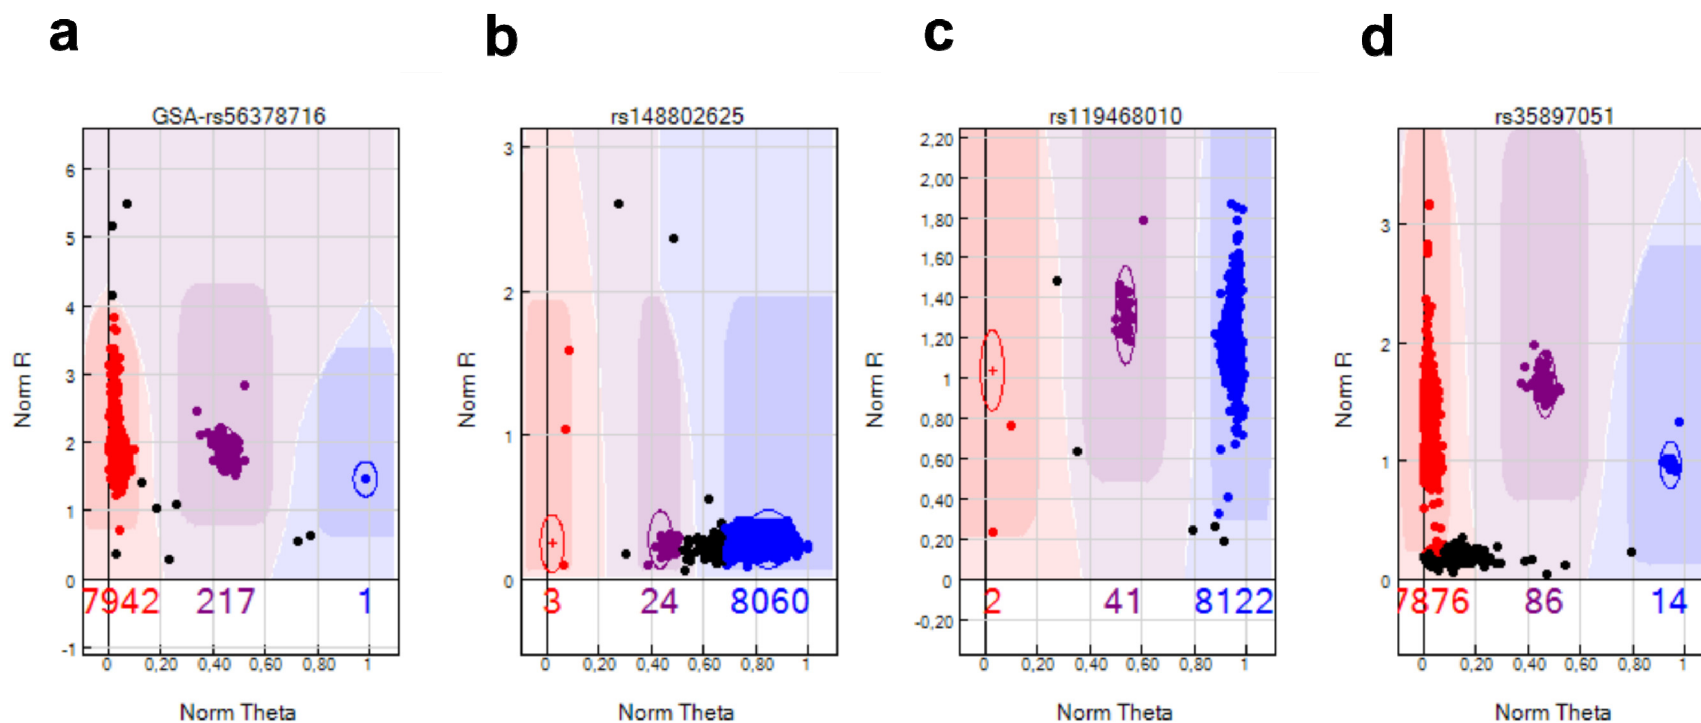 a b c d
GSA-rs56378716 rs148802625 rs119468010 rs35897051
Norm R
6
5
4
3
2
1
0
-1
7942 217 1
0 0,20 0,40 0,60 0,80 1
Norm Theta
Norm R
3
2
1
0
3 24 8060
0 0,20 0,40 0,60 0,80 1
Norm Theta
Norm R
2,20
2,00
1,80
1,60
1,40
1,20
1
0,80
0,60
0,40
0,20
0
-0,20
2 41 8122
0 0,20 0,40 0,60 0,80 1
Norm Theta
Norm R
3
2
1
0
7876 86 14
0 0,20 0,40 0,60 0,80 1
Norm Theta